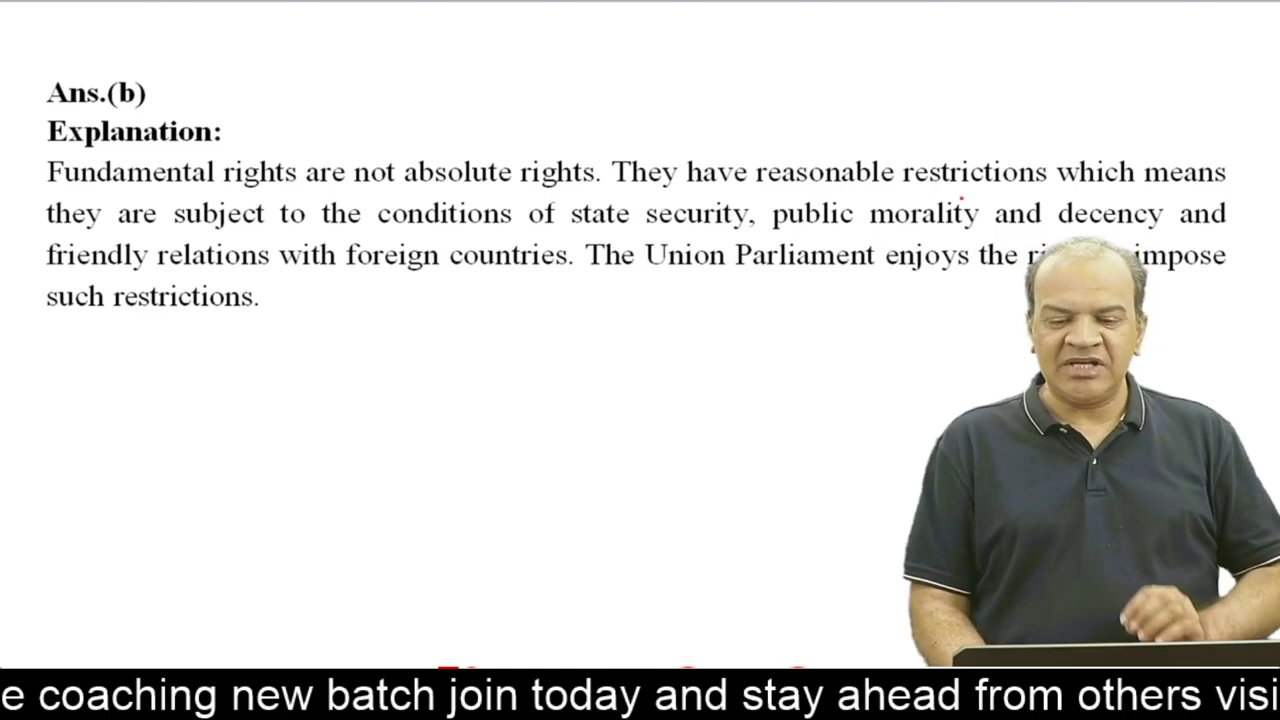 Ans.(b)
Explanation:
Fundamental rights are not absolute rights. They have reasonable restrictions which means
they are subject to the conditions of state security, public morality and decency and
friendly relations with foreign countries. The Union Parliament enjoys the impose
such restrictions.
coaching new batch join today and stay ahead from others